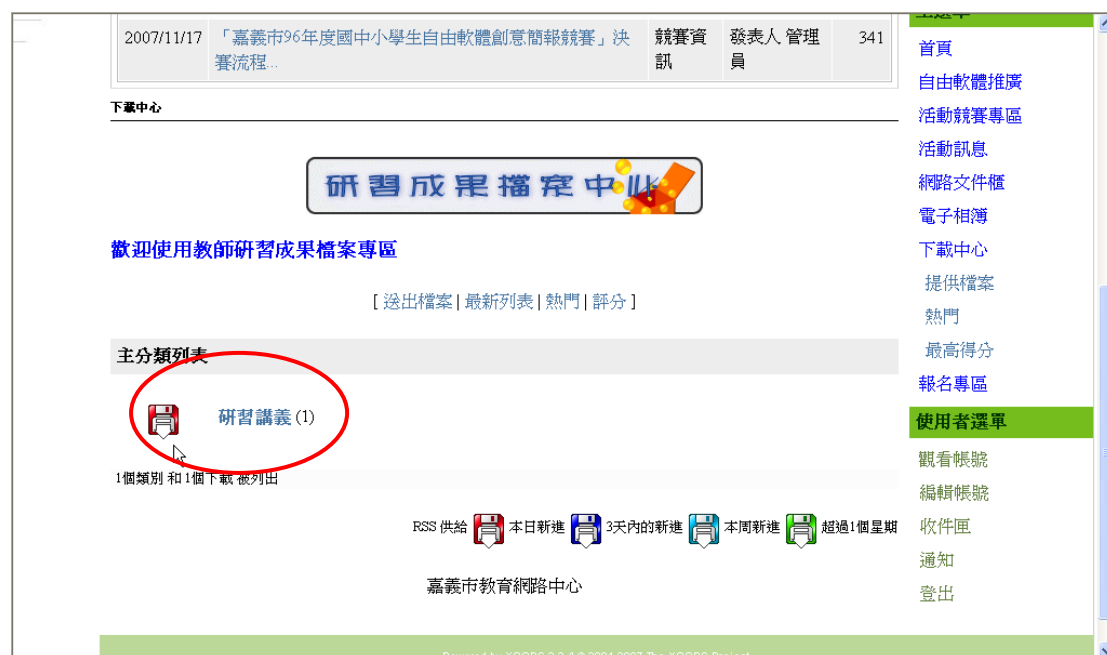 2007/11/17 「嘉義市96年度國中小學生自由軟體創意簡報競賽」決 競賽資 發表人 管理 341
賽流程... 訊 員
下載中心
研習成果檔案中心
歡迎使用教師研習成果檔案專區
[ 送出檔案 | 最新列表 | 熱門 | 評分 ]
主分類列表
研習講義 (1)
1個類別 和 1個下載 被列出
RSS 供給 本日新進 3天內的新進 本周新進 超過1個星期
嘉義市教育網路中心
主選單
首頁
自由軟體推廣
活動競賽專區
活動訊息
網路文件櫃
電子相簿
下載中心
提供檔案
熱門
最高得分
報名專區
使用者選單
觀看帳號
編輯帳號
收件匣
通知
登出